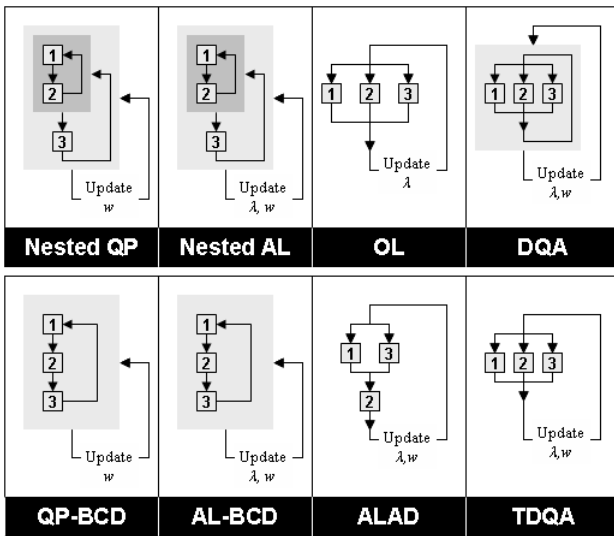 1
2
3
Update
w
Nested QP
1
2
3
Update
λ, w
Nested AL
1 2 3
Update
λ
OL
1 2 3
Update
λ,w
DQA
1
2
3
Update
w
QP-BCD
1
2
3
Update
λ, w
AL-BCD
1 3
2
Update
λ,w
ALAD
1 2 3
Update
λ,w
TDQA